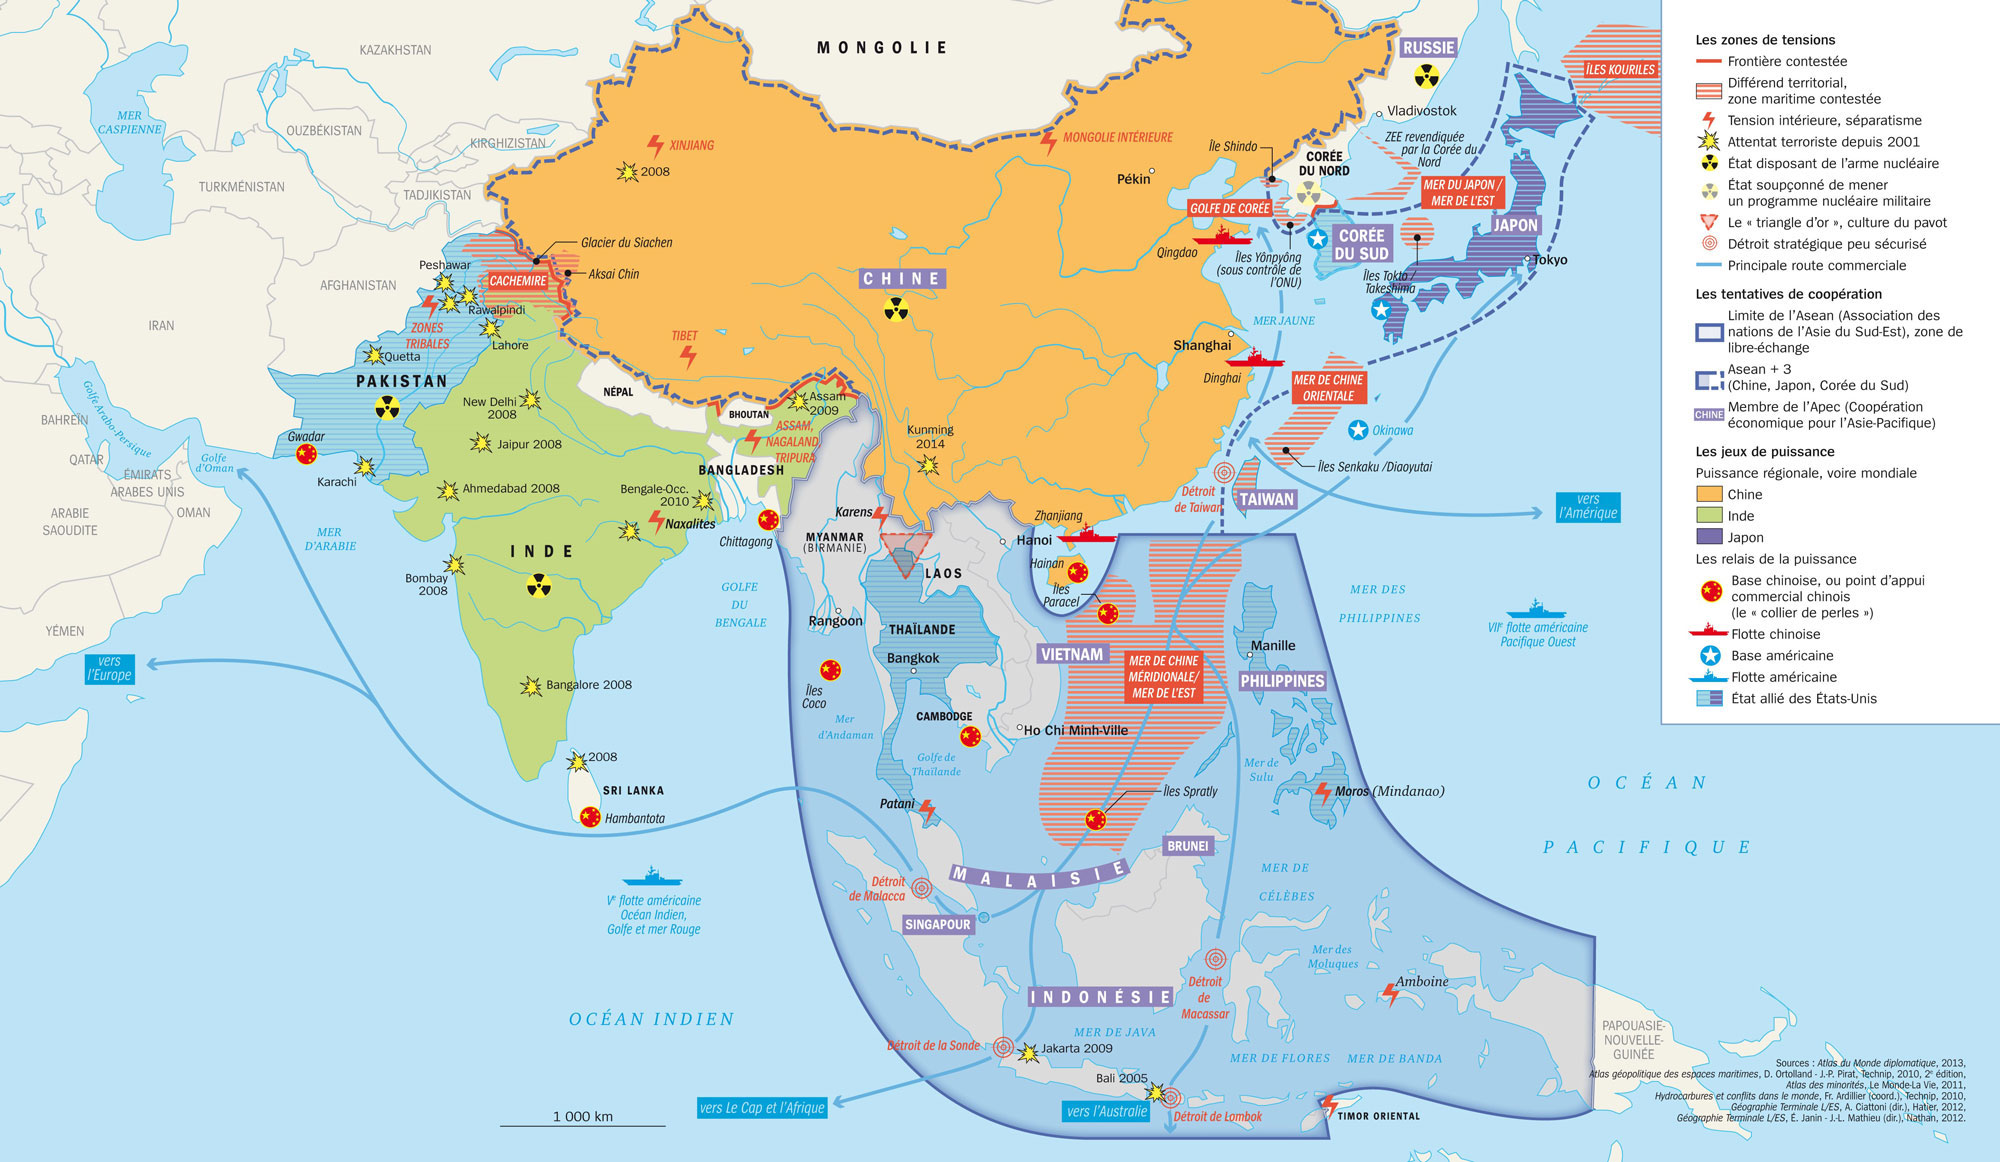 MONGOLIE
KAZAKHSTAN
MER
CASPIENNE
OUZBÉKISTAN
KIRGHIZISTAN
TURKMÉNISTAN
TADJIKISTAN
AFGHANISTAN
IRAN
BAHREÏN
QATAR
ÉMIRATS
ARABES UNIS
OMAN
ARABIE
SAOUDITE
YÉMEN
Golfe Arabo-Persique
Golfe
d'Oman
MER
D'ARABIE
vers
l'Europe
RUSSIE
Vladivostok
ÎLES KOURILES
XINJIANG
2008
MONGOLIE INTÉRIEURE
Pékin
Île Shindo
CORÉE
DU NORD
ZEE revendiquée
par la Corée du
Nord
MER DU JAPON /
MER DE L'EST
GOLFE DE CORÉE
Qingdao
Îles Yŏnpyŏng
(sous contrôle de
l'ONU)
CORÉE
DU SUD
JAPON
Tokyo
Îles Tokto /
Takeshima
MER JAUNE
CHINE
TIBET
Shanghai
Dinghai
MER DE CHINE
ORIENTALE
Okinawa
Îles Senkaku /Diaoyutai
Détroit
de Taiwan
TAIWAN
vers
l'Amérique
Glacier du Siachen
Aksai Chin
CACHEMIRE
Peshawar
Rawalpindi
ZONES
TRIBALES
Lahore
Quetta
PAKISTAN
Gwadar
Karachi
NÉPAL
BHOUTAN
New Delhi
2008
Jaipur 2008
Ahmedabad 2008
Assam
2009
ASSAM,
NAGALAND
TRIPURA
BANGLADESH
Bengale-Occ.
2010
Naxalites
Chittagong
INDE
Bombay
2008
Bangalore 2008
2008
SRI LANKA
Hambantota
GOLFE
DU
BENGALE
Kunming
2014
Karens
MYANMAR
(BIRMANIE)
Rangoon
LAOS
Hanoi
Zhanjiang
Hainan
Îles
Paracel
THAÏLANDE
Bangkok
VIETNAM
MER DE CHINE
MÉRIDIONALE/
MER DE L'EST
Îles
Coco
Mer
d'Andaman
CAMBODGE
Ho Chi Minh-Ville
Golfe de
Thaïlande
Patani
Îles Spratly
Manille
PHILIPPINES
MER DES
PHILIPPINES
VIIe flotte américaine
Pacifique Ouest
Mer de
Sulu
Moros (Mindanao)
OCÉAN
PACIFIQUE
BRUNEI
MALAISIE
Détroit
de Malacca
SINGAPOUR
MER DE
CÉLÈBES
Ve flotte américaine
Océan Indien,
Golfe et mer Rouge
OCÉAN INDIEN
INDONÉSIE
Détroit
de
Macassar
Mer des
Moluques
Amboine
MER DE JAVA
Détroit de la Sonde
Jakarta 2009
MER DE FLORES
MER DE BANDA
Bali 2005
vers Le Cap et l'Afrique
vers l'Australie
Détroit de Lombok
TIMOR ORIENTAL
PAPOUASIE-
NOUVELLE-
GUINÉE
1 000 km
Les zones de tensions
Frontière contestée
Différend territorial,
zone maritime contestée
Tension intérieure, séparatisme
Attentat terroriste depuis 2001
État disposant de l'arme nucléaire
État soupçonné de mener
un programme nucléaire militaire
Le « triangle d'or », culture du pavot
Détroit stratégique peu sécurisé
Principale route commerciale
Les tentatives de coopération
Limite de l'Asean (Association des
nations de l'Asie du Sud-Est), zone de
libre-échange
Asean + 3
(Chine, Japon, Corée du Sud)
CHINE
Membre de l'Apec (Coopération
économique pour l'Asie-Pacifique)
Les jeux de puissance
Puissance régionale, voire mondiale
Chine
Inde
Japon
Les relais de la puissance
Base chinoise, ou point d'appui
commercial chinois
(le « collier de perles »)
Flotte chinoise
Base américaine
Flotte américaine
État allié des États-Unis
Sources : Atlas du Monde diplomatique, 2013,
Atlas géopolitique des espaces maritimes, D. Ortolland - J.-P. Pirat, Technip, 2010, 2e édition,
Atlas des minorités, Le Monde-La Vie, 2011,
Hydrocarbures et conflits dans le monde, Fr. Ardillier (coord.), Technip, 2010,
Géographie Terminale L/ES, A. Ciattoni (dir.), Hatier, 2012,
Géographie Terminale L/ES, É. Janin - J.-L. Mathieu (dir.), Nathan, 2012.